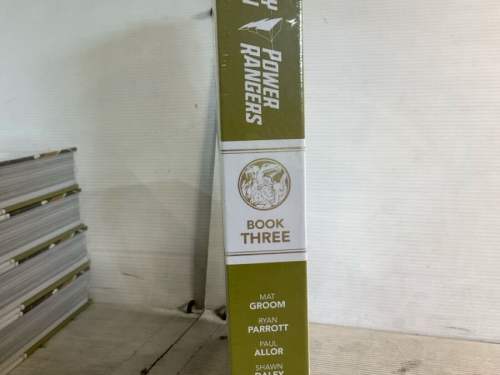 POWER
RANGERS
BOOK
THREE
MAT
GROOM
RYAN
PARROTT
PAUL
ALLOR
SHAWN